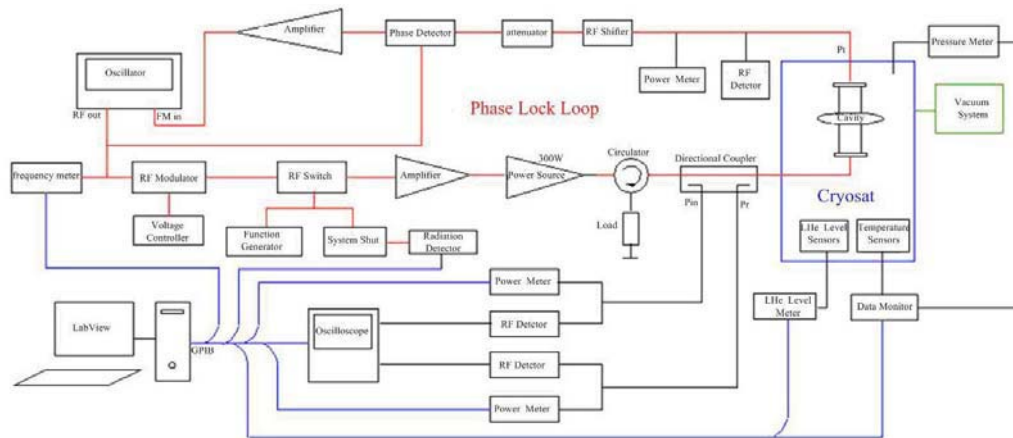 Amplifier
Phase Detector
attenuator
RF Shifter
Pt
Pressure Meter
Oscillator
Power Meter
RF
Detctor
RF out
FM in
Phase Lock Loop
Cavity
Vacuum
System
frequency meter
RF Modulator
RF Switch
Amplifier
300W
Power Source
Circulator
Directional Coupler
Pin
Pr
Cryosat
Voltage
Controller
Function
Generator
System Shut
Radiation
Detector
Load
LHe Level
Sensors
Temperature
Sensors
LabView
GPIB
Oscilloscope
Power Meter
RF Detctor
RF Detctor
Power Meter
LHe Level
Meter
Data Monitor